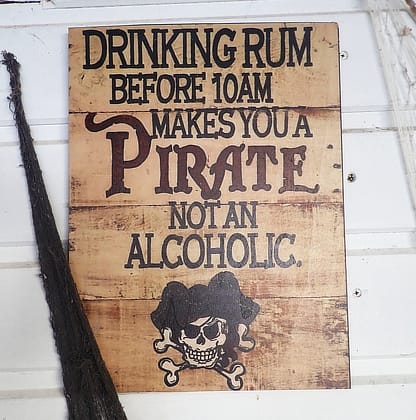 DRINKING RUM
BEFORE 10AM
MAKES YOU A
PIRATE
NOT AN
ALCOHOLIC.